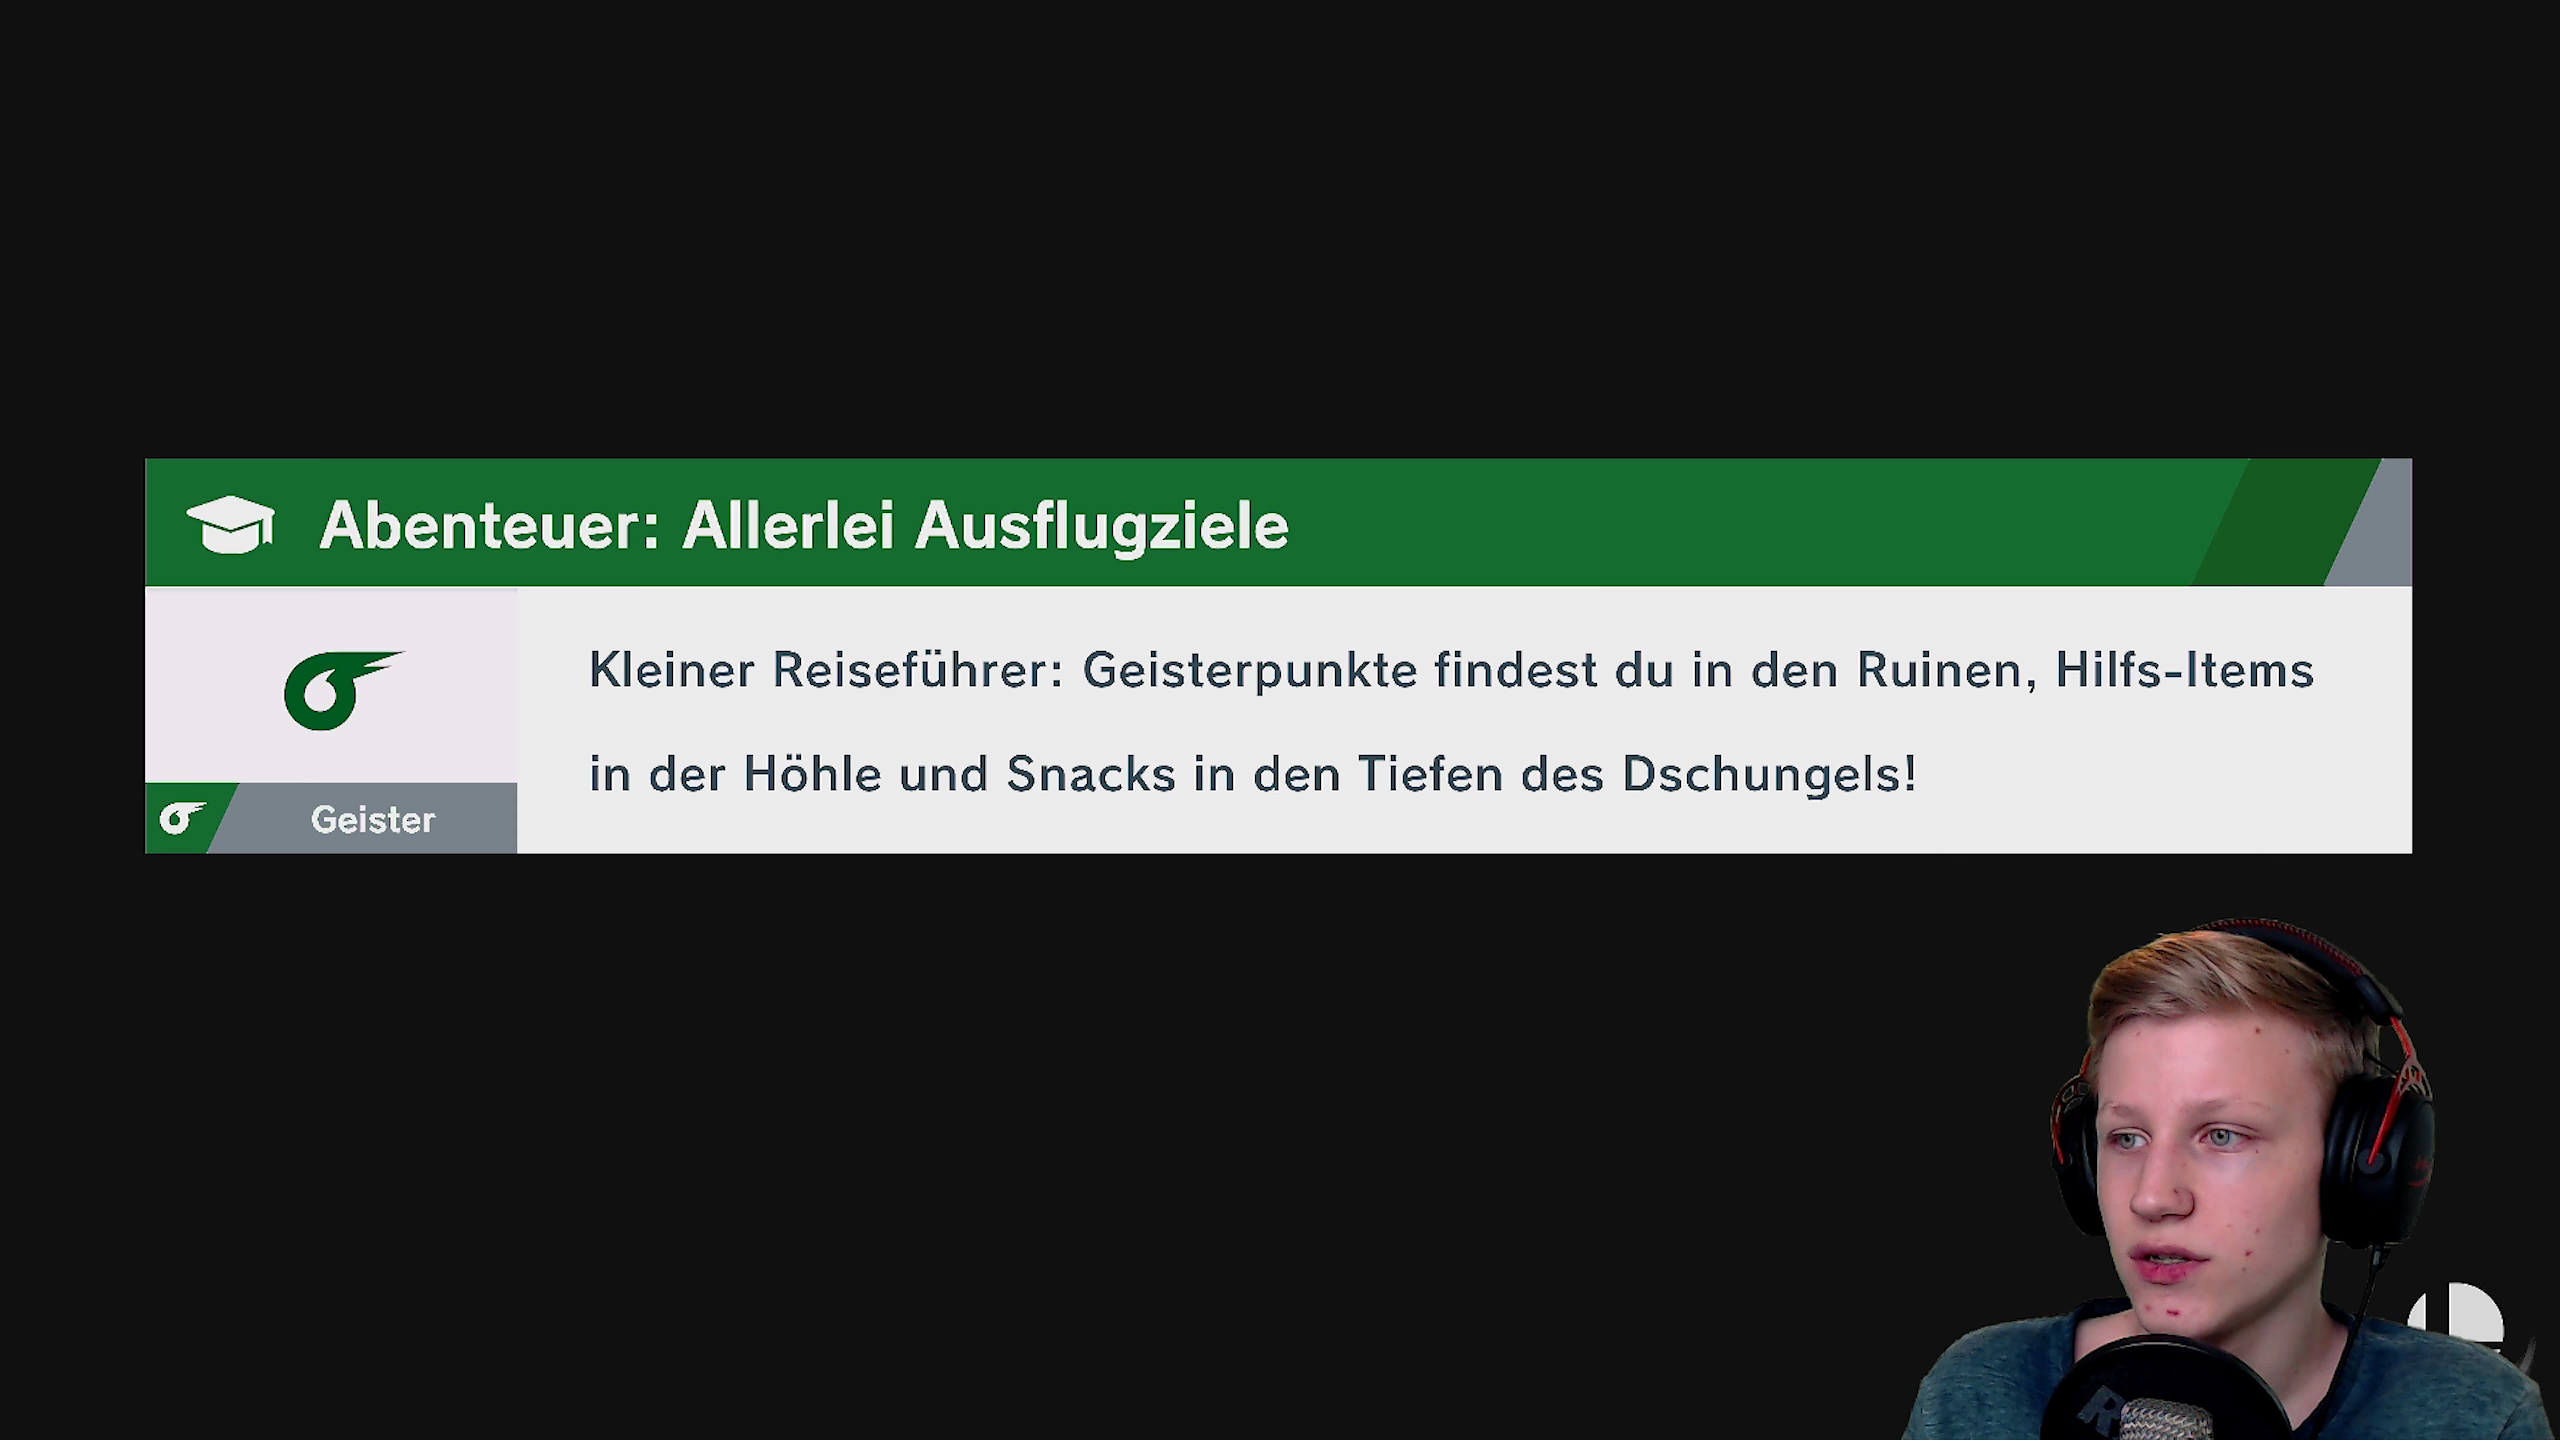 Abenteuer: Allerlei Ausflugziele
Kleiner Reiseführer: Geisterpunkte findest du in den Ruinen, Hilfs-Items
in der Höhle und Snacks in den Tiefen des Dschungels!
Geister